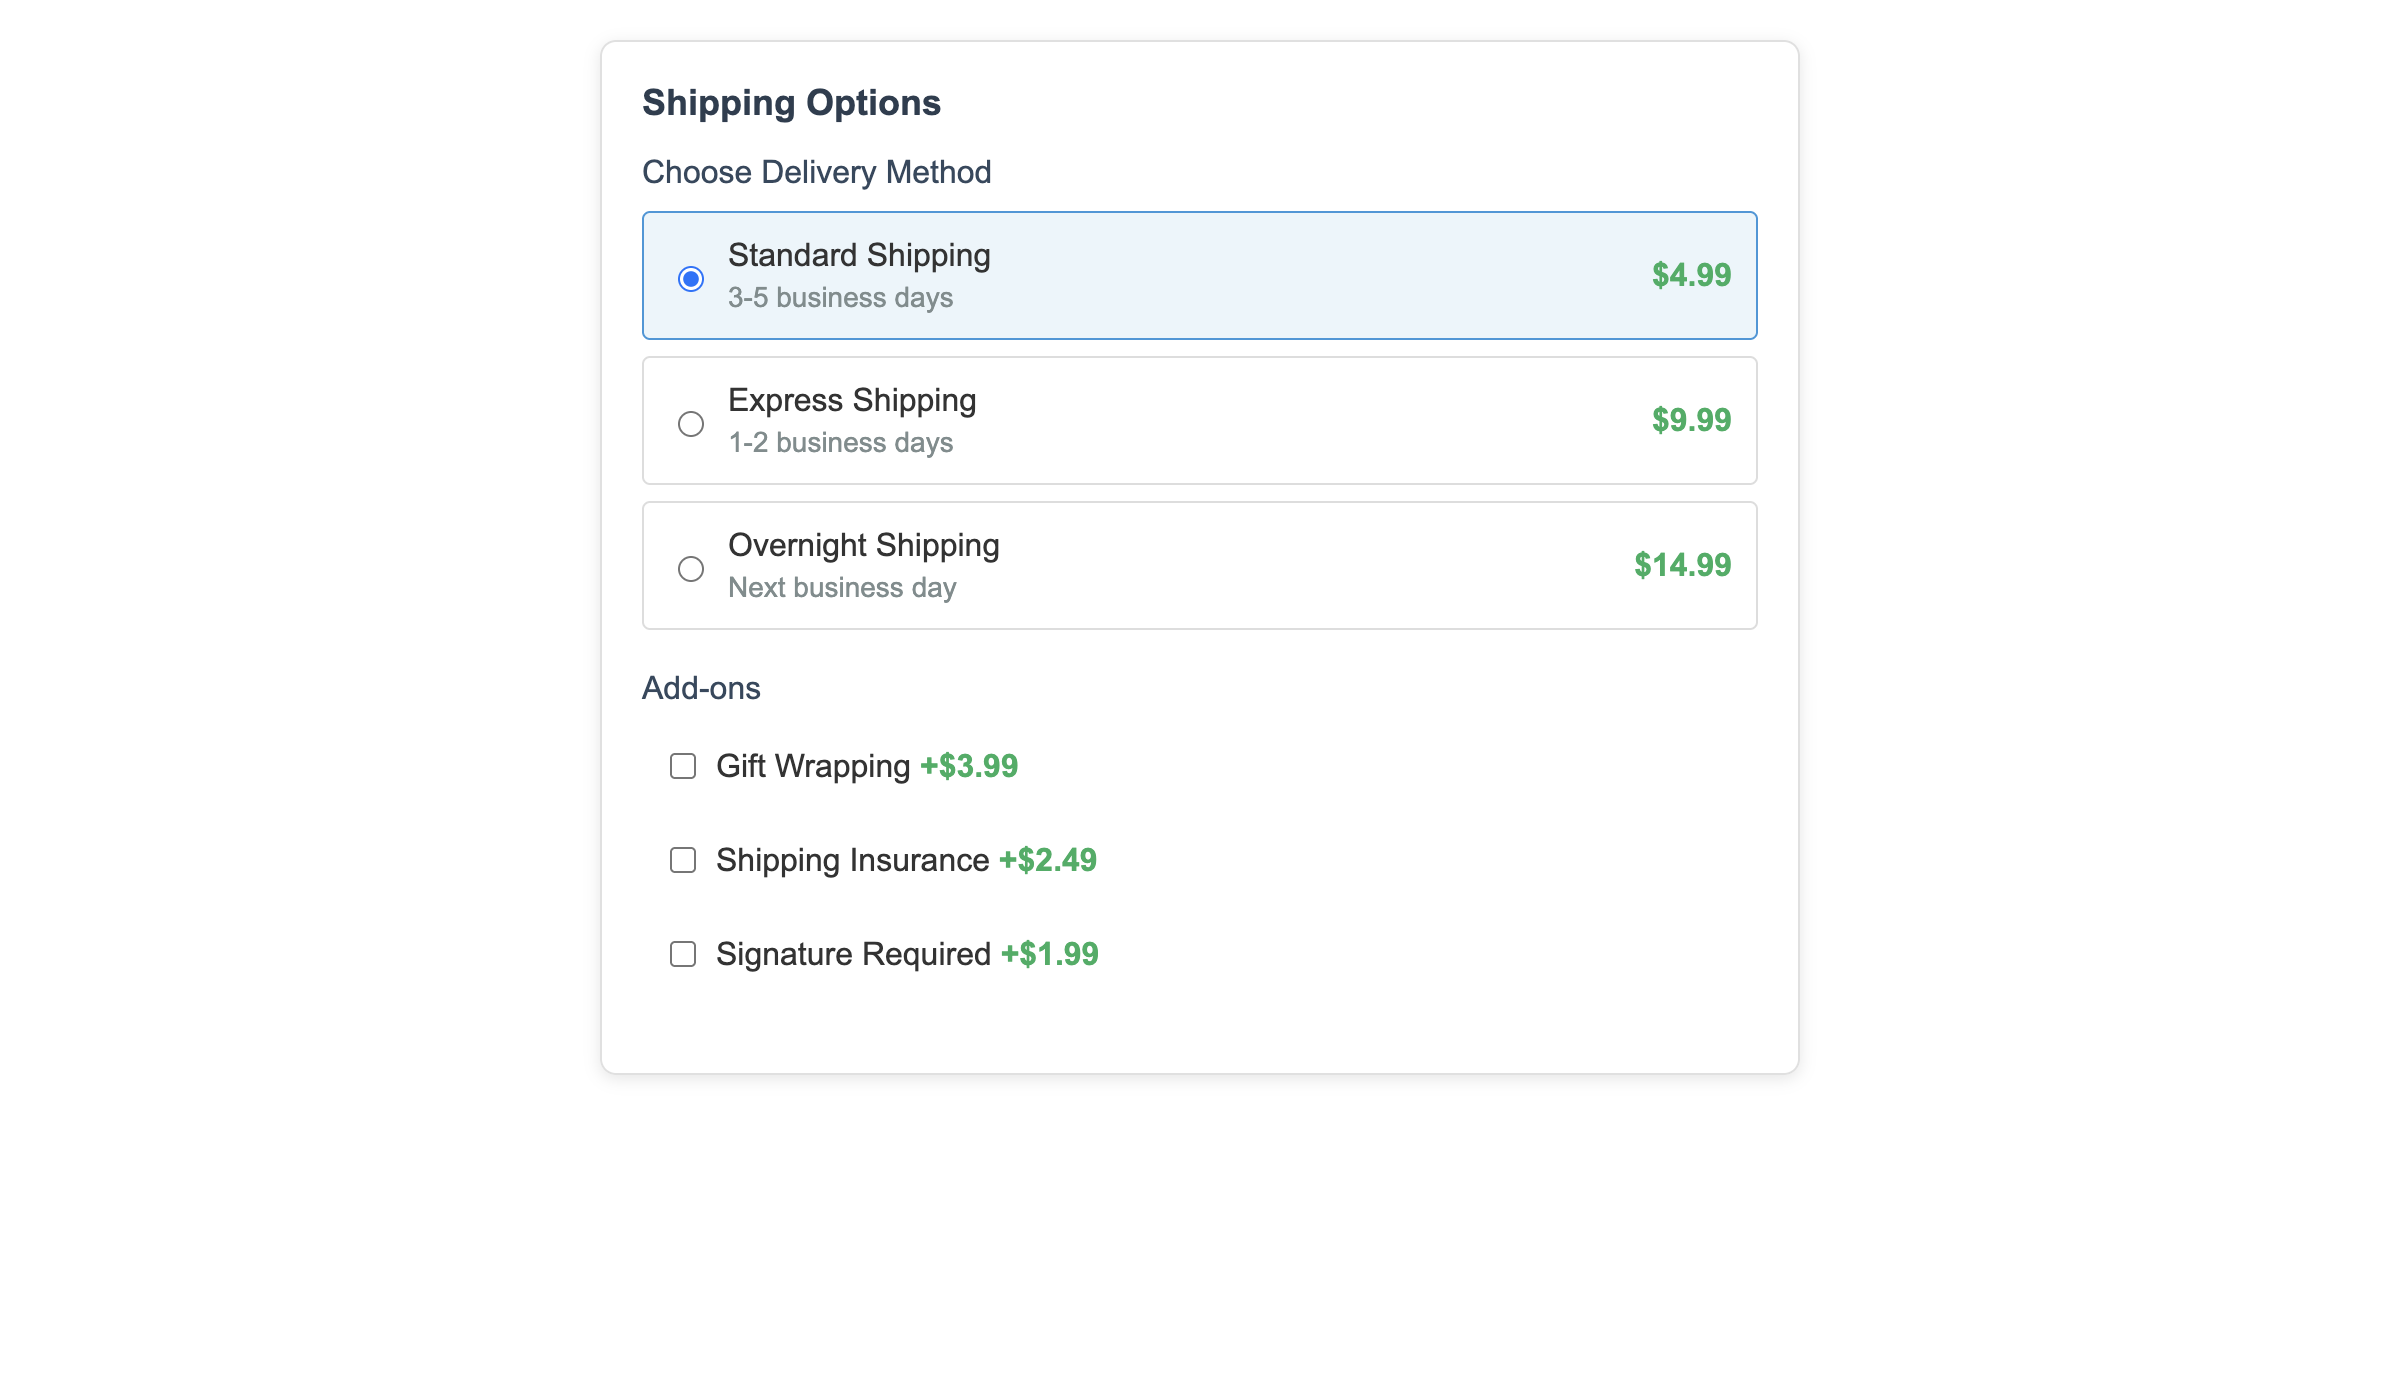 Shipping Options
Choose Delivery Method
Standard Shipping
3-5 business days
$4.99
Express Shipping
1-2 business days
$9.99
Overnight Shipping
Next business day
$14.99
Add-ons
Gift Wrapping +$3.99
Shipping Insurance +$2.49
Signature Required +$1.99